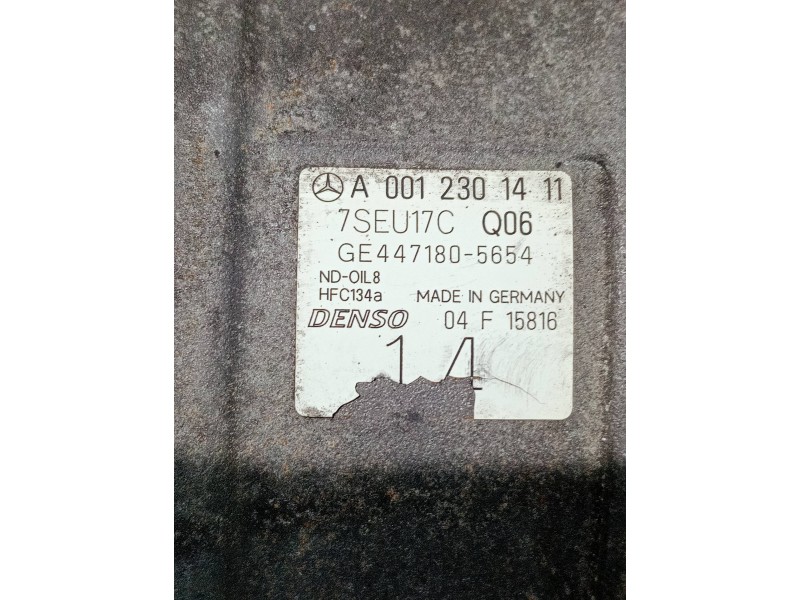 A 001 230 14 11
7SEU17C Q06
GE447180-5654
ND-OIL8
HFC134a MADE IN GERMANY
DENSO 04 F 15816
14